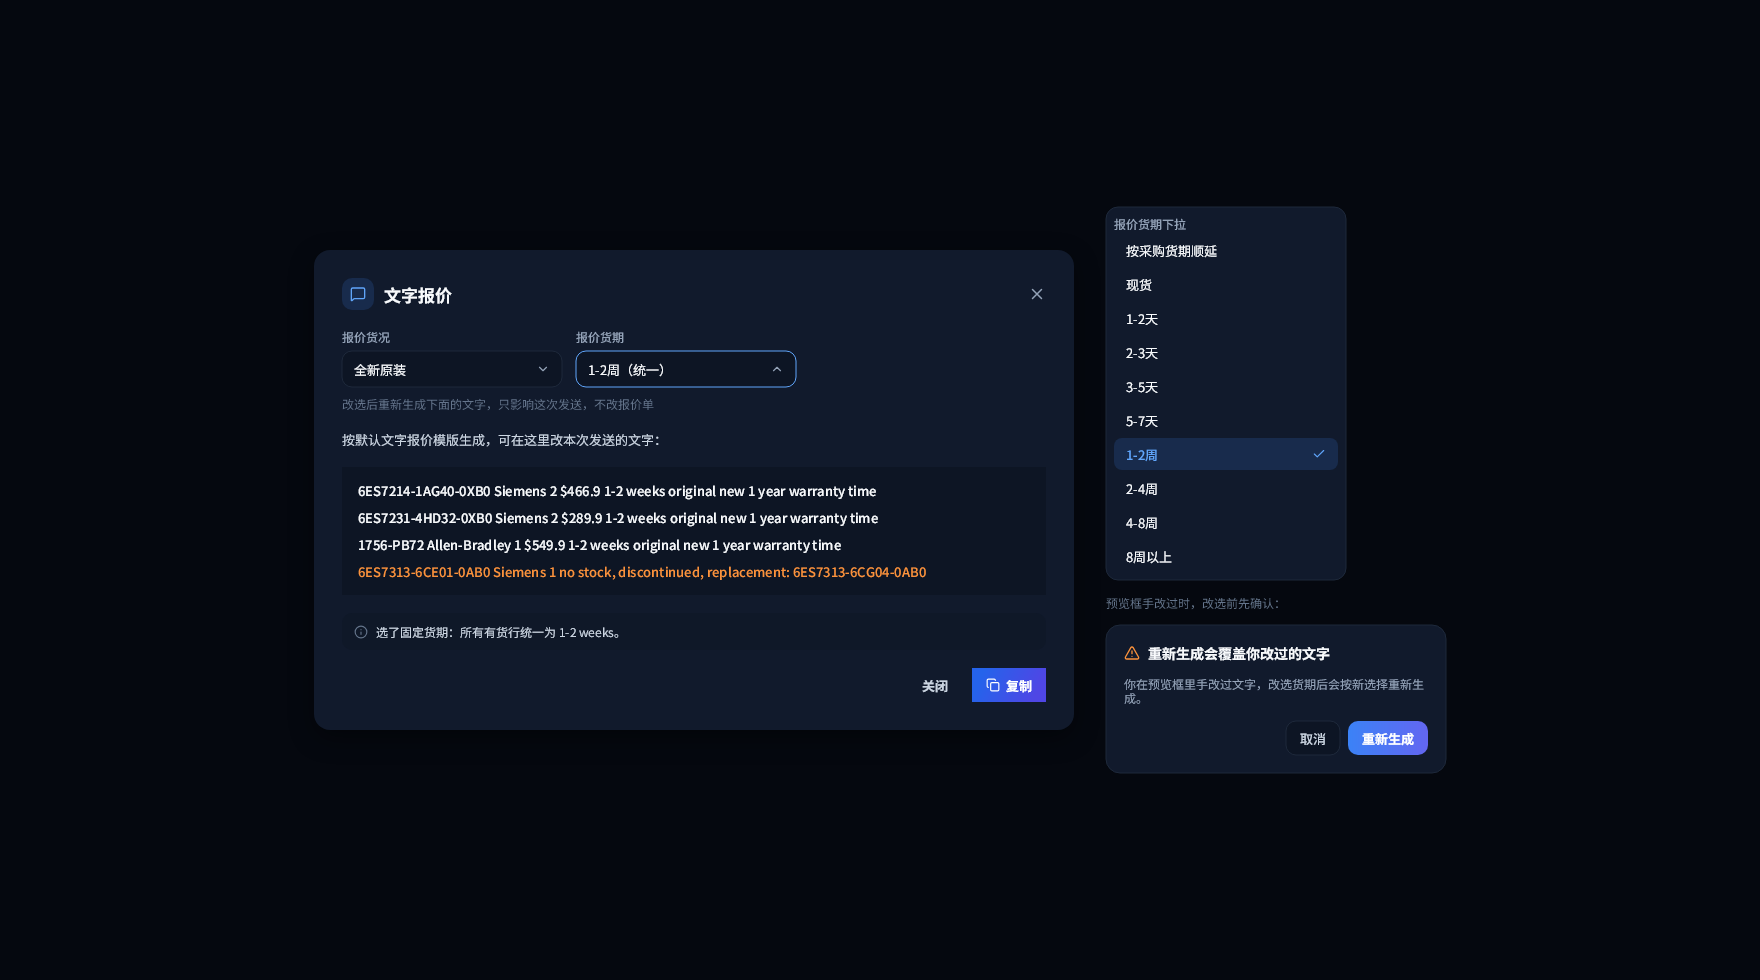 文字报价
报价货况
报价货期
全新原装
1-2周（统一）
改选后重新生成下面的文字，只影响这次发送，不改报价单
按默认文字报价模版生成，可在这里改本次发送的文字：
6ES7214-1AG40-0XB0 Siemens 2 $466.9 1-2 weeks original new 1 year warranty time
6ES7231-4HD32-0XB0 Siemens 2 $289.9 1-2 weeks original new 1 year warranty time
1756-PB72 Allen-Bradley 1 $549.9 1-2 weeks original new 1 year warranty time
6ES7313-6CE01-0AB0 Siemens 1 no stock, discontinued, replacement: 6ES7313-6CG04-0AB0
选了固定货期：所有有货行统一为 1-2 weeks。
关闭
复制
报价货期下拉
按采购货期顺延
现货
1-2天
2-3天
3-5天
5-7天
1-2周
2-4周
4-8周
8周以上
预览框手改过时，改选前先确认：
重新生成会覆盖你改过的文字
你在预览框里手改过文字，改选货期后会按新选择重新生
成。
取消
重新生成